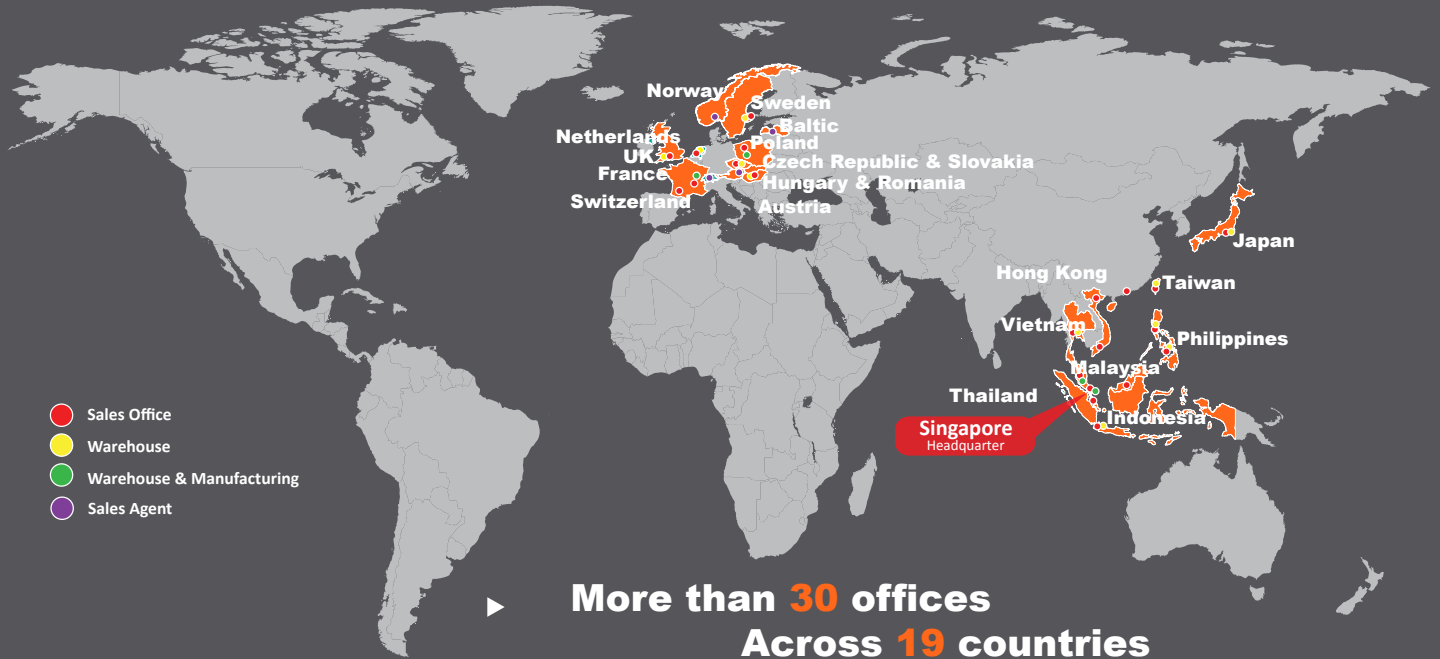 Norway
Sweden
Baltic
Netherlands
Poland
UK
Czech Republic & Slovakia
France
Hungary & Romania
Switzerland
Austria
Japan
Hong Kong
Taiwan
Vietnam
Philippines
Malaysia
Thailand
Indonesia
Singapore
Headquarter
Sales Office
Warehouse
Warehouse & Manufacturing
Sales Agent
More than 30 offices
Across 19 countries